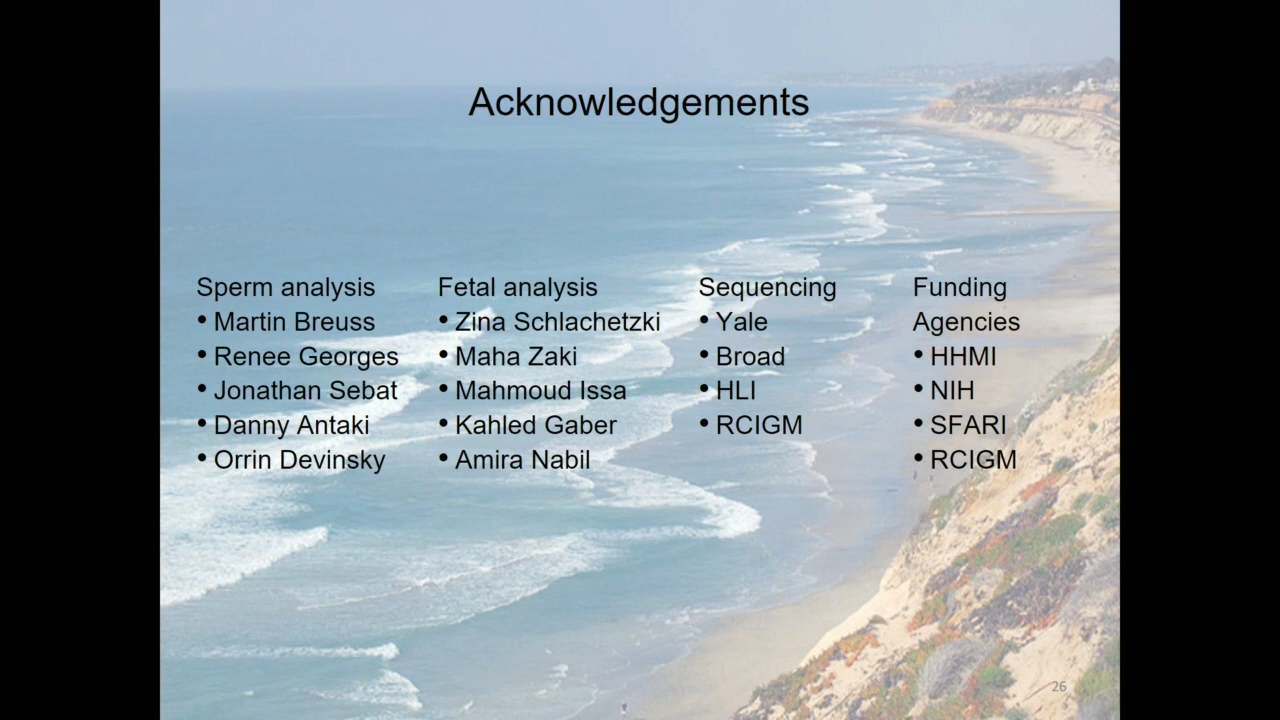 Acknowledgements
Sperm analysis
• Martin Breuss
• Renee Georges
• Jonathan Sebat
• Danny Antaki
• Orrin Devinsky
Fetal analysis
• Zina Schlachetzki
• Maha Zaki
• Mahmoud Issa
• Kahled Gaber
• Amira Nabil
Sequencing
• Yale
• Broad
• HLI
• RCIGM
Funding
Agencies
• HHMI
• NIH
• SFARI
• RCIGM
26